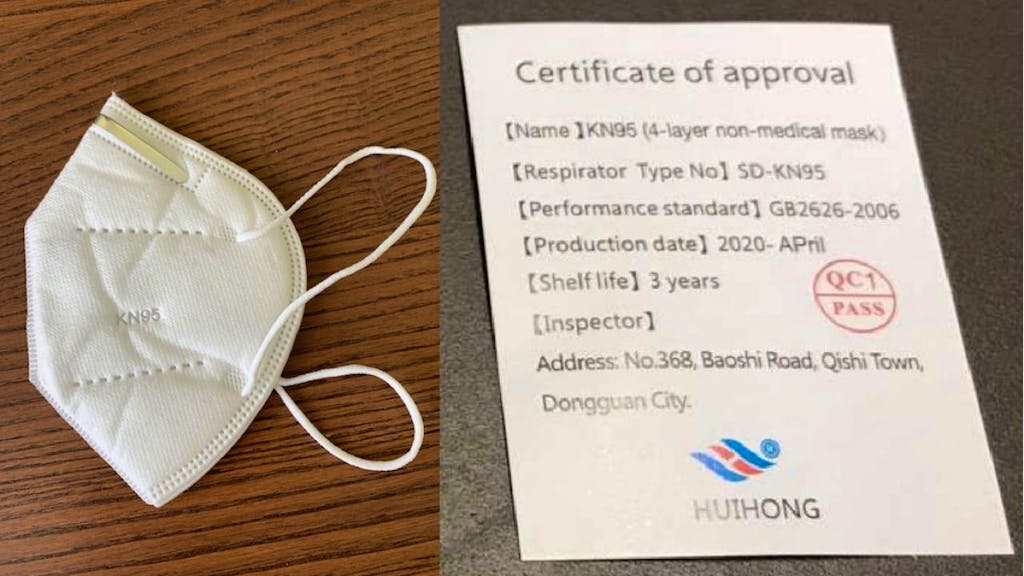 KN95
Certificate of approval
【Name】KN95 (4-layer non-medical mask)
【Respirator Type No】SD-KN95
【Performance standard】GB2626-2006
【Production date】2020- APril
【Shelf life】3 years
QC1
PASS
【Inspector】
Address: No.368, Baoshi Road, Qishi Town,
Dongguan City.
HUIHONG